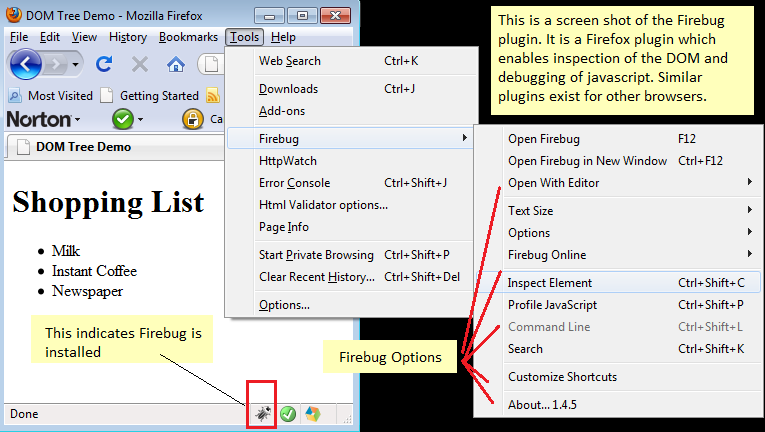 DOM Tree Demo - Mozilla Firefox
File Edit View History Bookmarks Tools Help
Most Visited Getting Started
Norton Ca
DOM Tree Demo
Shopping List
Milk
Instant Coffee
Newspaper
This indicates Firebug is
installed
Done
Web Search Ctrl+K
Downloads Ctrl+J
Add-ons
Firebug
HttpWatch
Error Console Ctrl+Shift+J
Html Validator options...
Page Info
Start Private Browsing Ctrl+Shift+P
Clear Recent History... Ctrl+Shift+Del
Options...
This is a screen shot of the Firebug
plugin. It is a Firefox plugin which
enables inspection of the DOM and
debugging of javascript. Similar
plugins exist for other browsers.
Open Firebug F12
Open Firebug in New Window Ctrl+F12
Open With Editor
Text Size
Options
Firebug Online
Inspect Element Ctrl+Shift+C
Profile JavaScript Ctrl+Shift+P
Command Line Ctrl+Shift+L
Search Ctrl+Shift+K
Customize Shortcuts
About... 1.4.5
Firebug Options